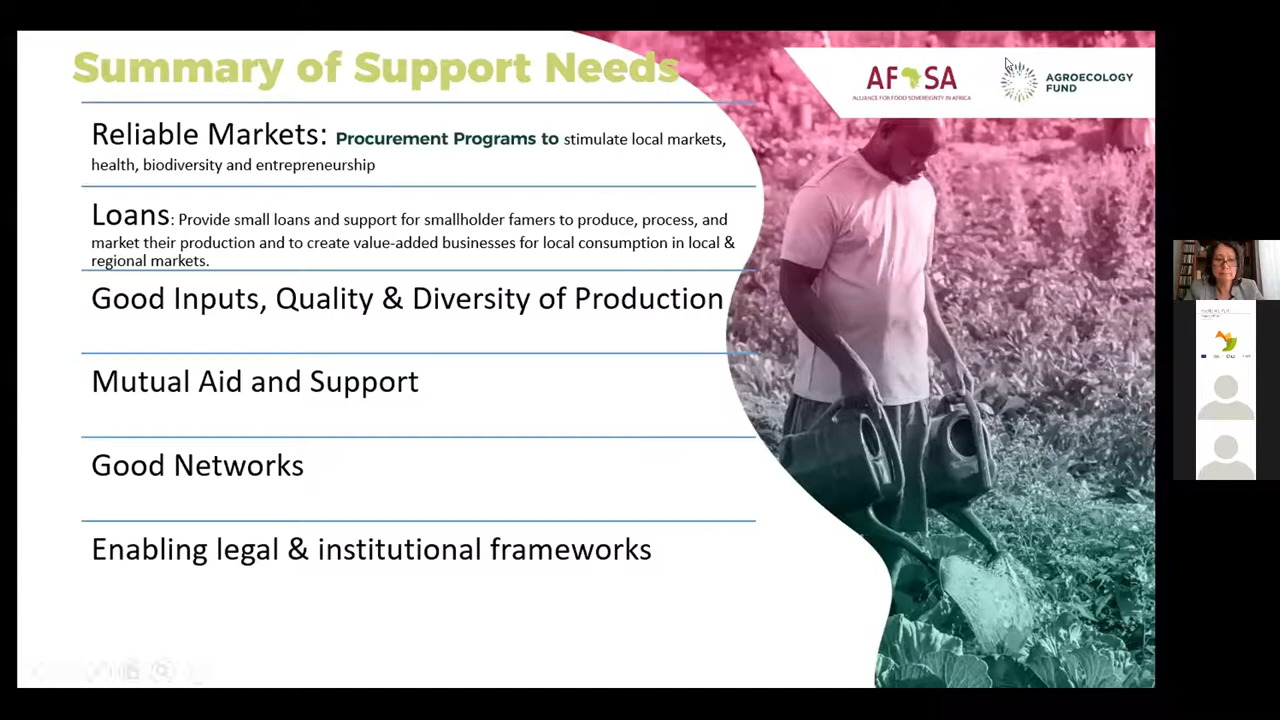 Summary of Support Needs
AFSA
ALLIANCE FOR FOOD SOVEREIGNTY IN AFRICA
AGROECOLOGY
FUND
Reliable Markets: Procurement Programs to stimulate local markets,
health, biodiversity and entrepreneurship
Loans: Provide small loans and support for smallholder famers to produce, process, and
market their production and to create value-added businesses for local consumption in local &
regional markets.
Good Inputs, Quality & Diversity of Production
Mutual Aid and Support
Good Networks
Enabling legal & institutional frameworks